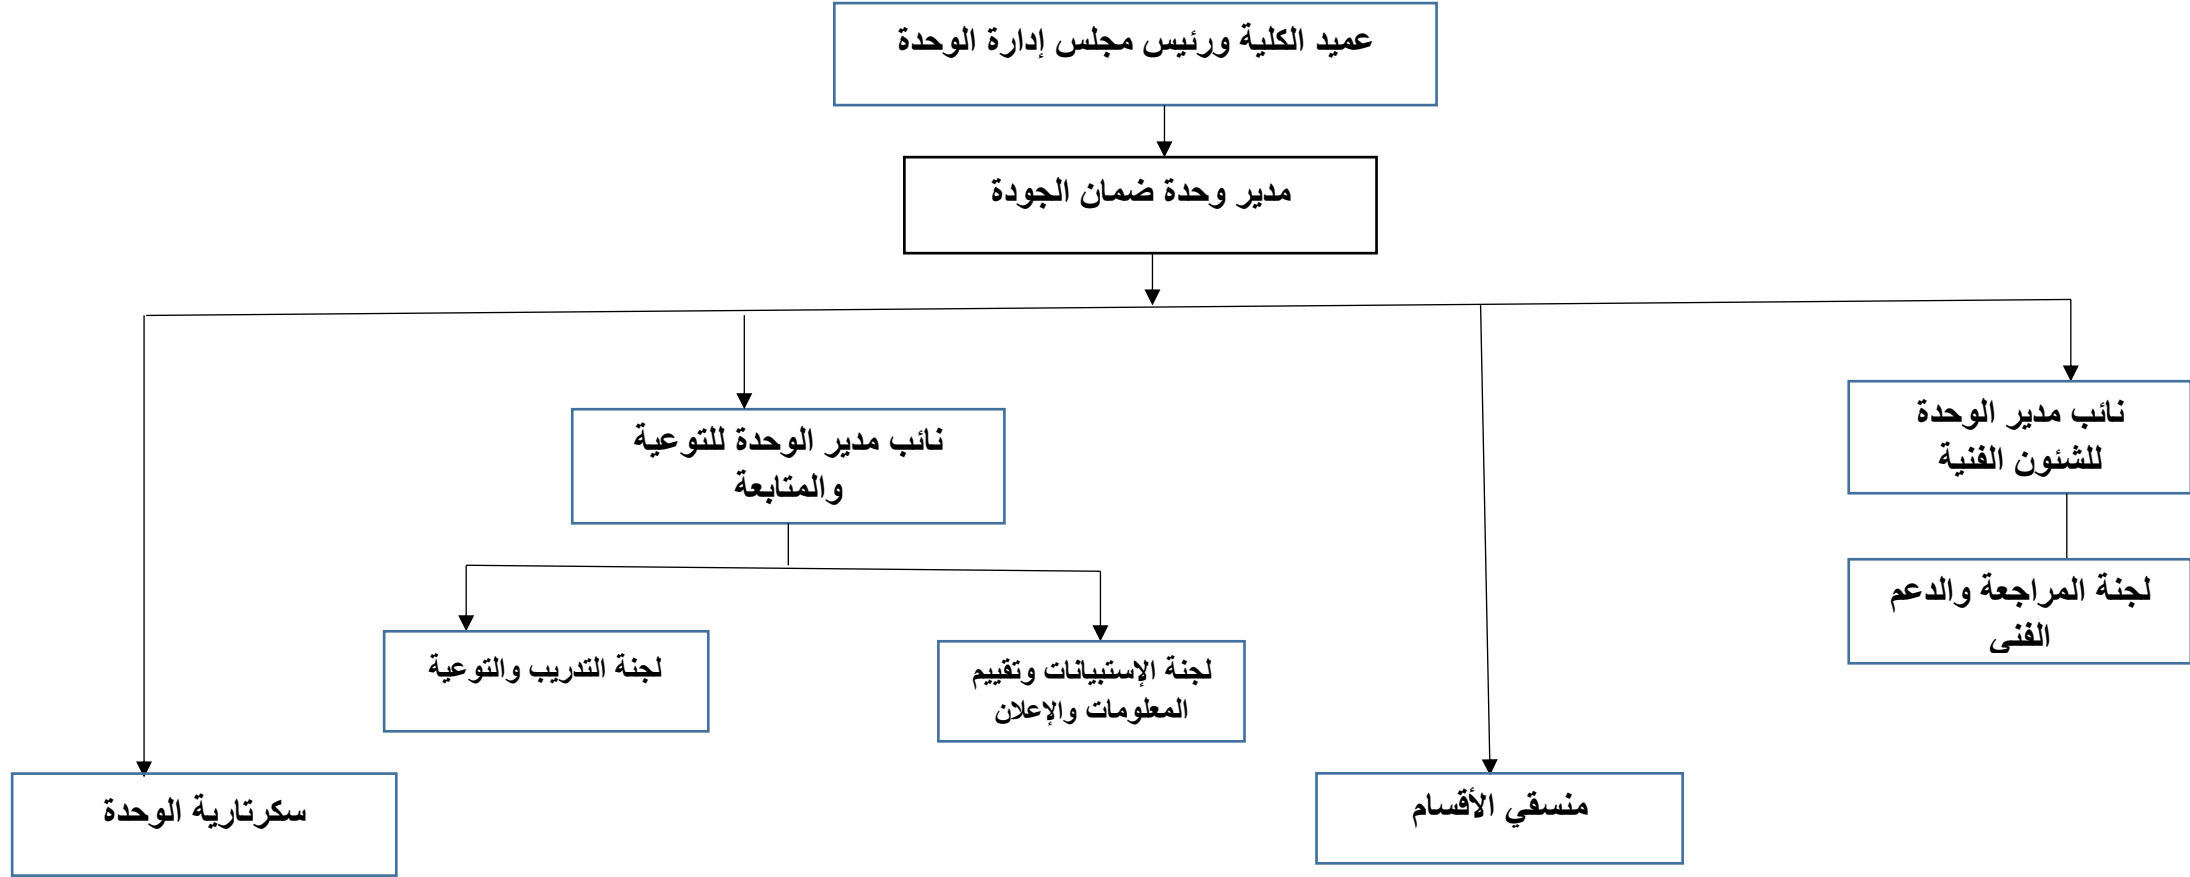 عميد الكلية ورئيس مجلس إدارة الوحدة
مدير وحدة ضمان الجودة
نائب مدير الوحدة
للشئون الفنية
نائب مدير الوحدة للتوعية
والمتابعة
لجنة المراجعة والدعم
الفنى
لجنة الإستبيانات وتقييم
المعلومات والإعلان
لجنة التدريب والتوعية
منسقي الأقسام
سكرتارية الوحدة